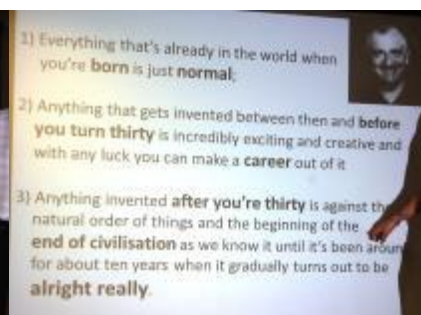 1) Everything that's already in the world when
you're born is just normal;
2) Anything that gets invented between then and before
you turn thirty is incredibly exciting and creative and
with any luck you can make a career out of it
3) Anything invented after you're thirty is against the
natural order of things and the beginning of the
end of civilisation as we know it until it's been aroun
for about ten years when it gradually turns out to be
alright really.